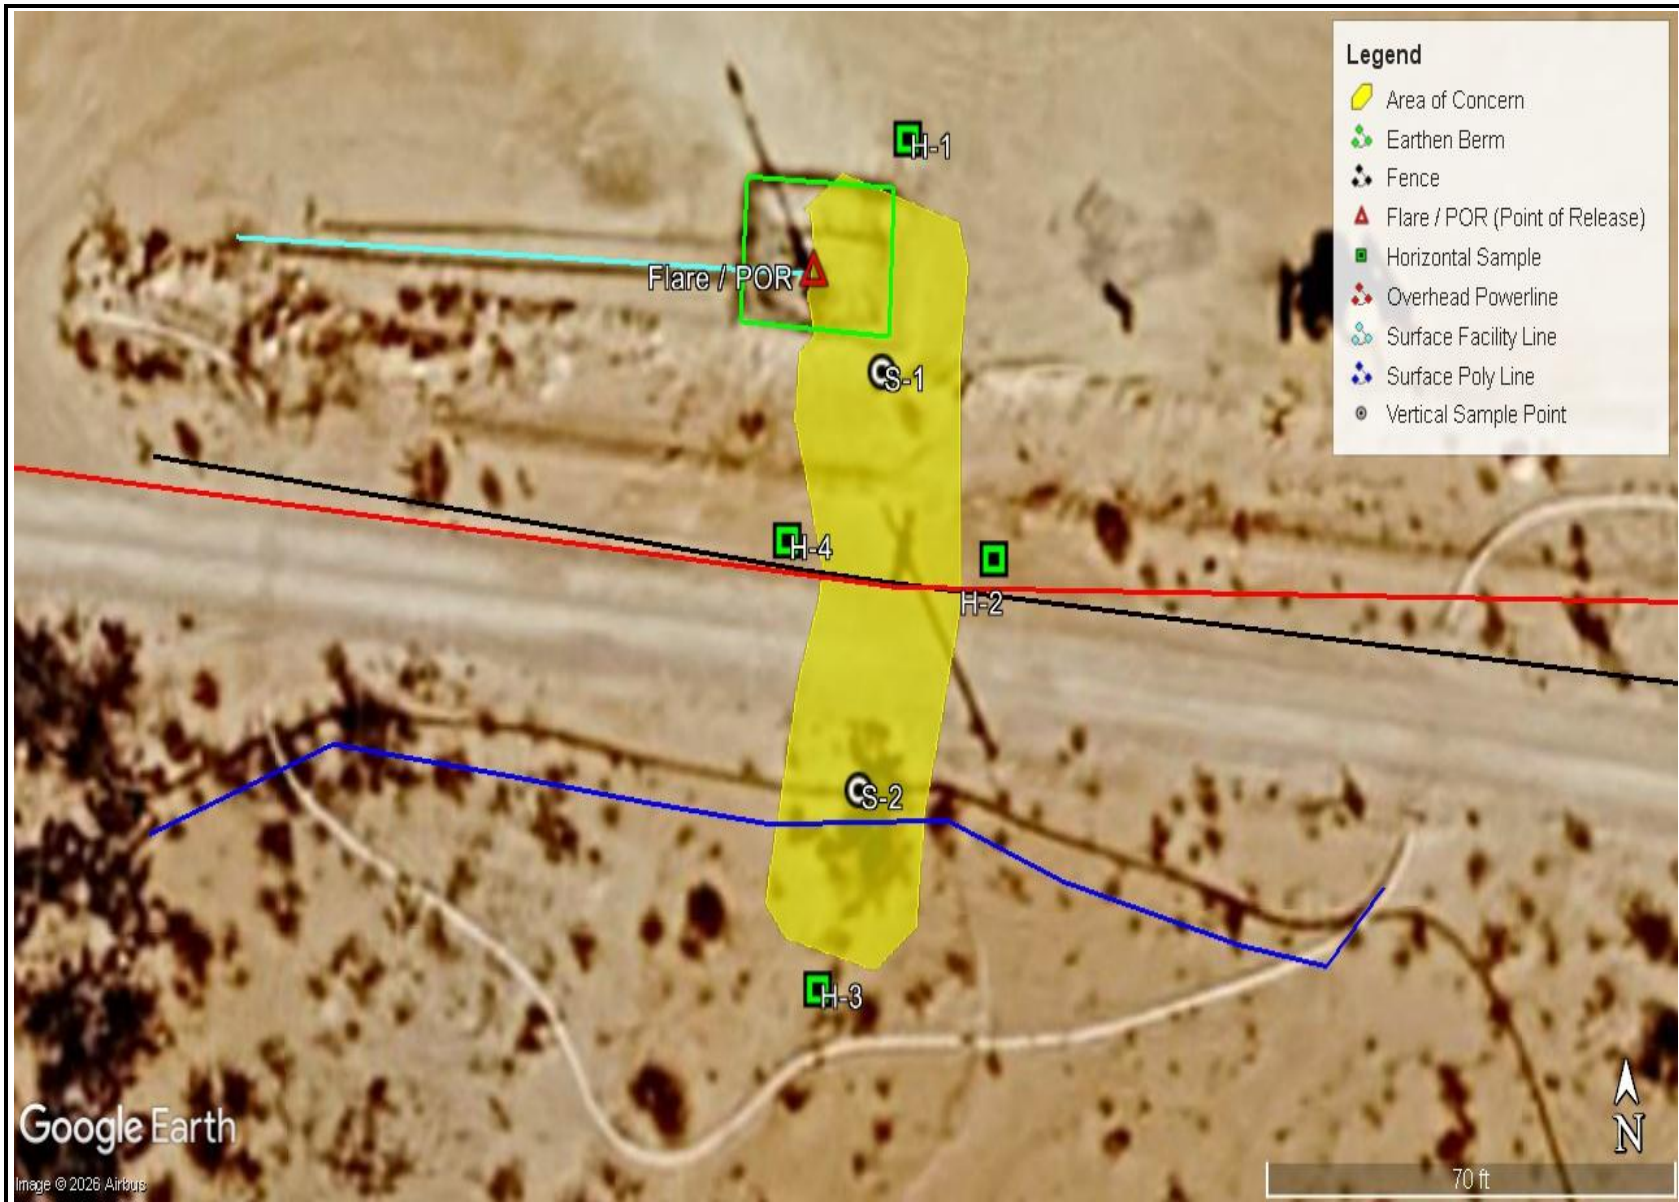 Legend
Area of Concern
Earthen Berm
Fence
Flare / POR (Point of Release)
Horizontal Sample
Overhead Powerline
Surface Facility Line
Surface Poly Line
Vertical Sample Point
H-1
Flare / POR
S-1
H-4
H-2
S-2
H-3
Google Earth
N
Image © 2026 Airbus
70 ft